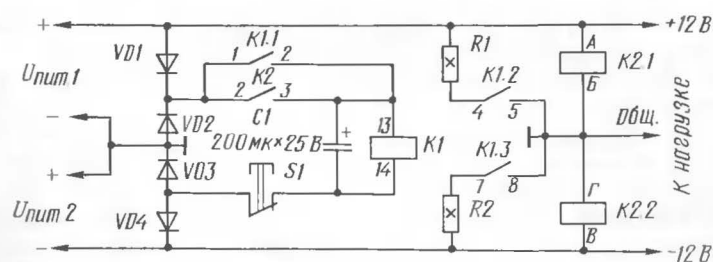 + +12 В
VD1
K1.1
1 2
K2
2 3
Uпит1
C1
200 мк×25 В +
VD2
-
+
VD3
S1
13
14
K1
Uпит 2
VD4
- -12 В
R1
K1.2
4 5
K1.3
7 8
R2
А
Б
K2.1
Общ.
Г
В
K2.2
К нагрузке